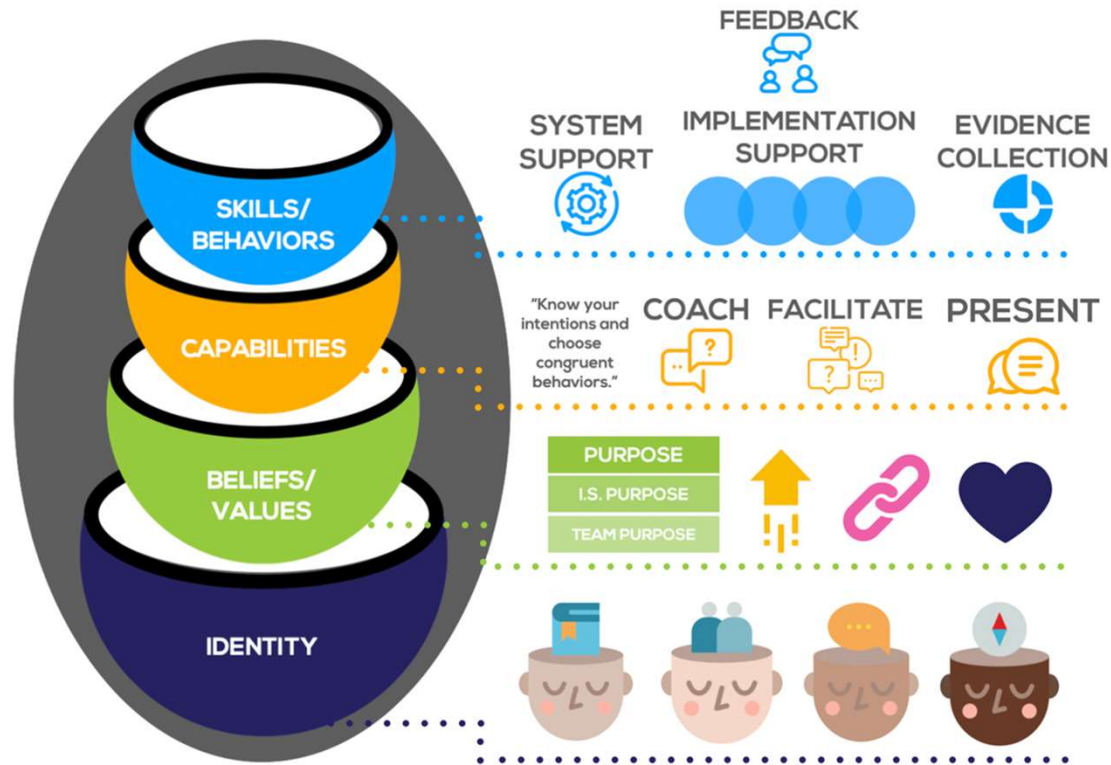 FEEDBACK
SYSTEM
SUPPORT
IMPLEMENTATION
SUPPORT
EVIDENCE
COLLECTION
SKILLS/
BEHAVIORS
"Know your
intentions and
choose
congruent
behaviors."
COACH
?
FACILITATE
!
?
PRESENT
CAPABILITIES
PURPOSE
I.S. PURPOSE
TEAM PURPOSE
BELIEFS/
VALUES
IDENTITY